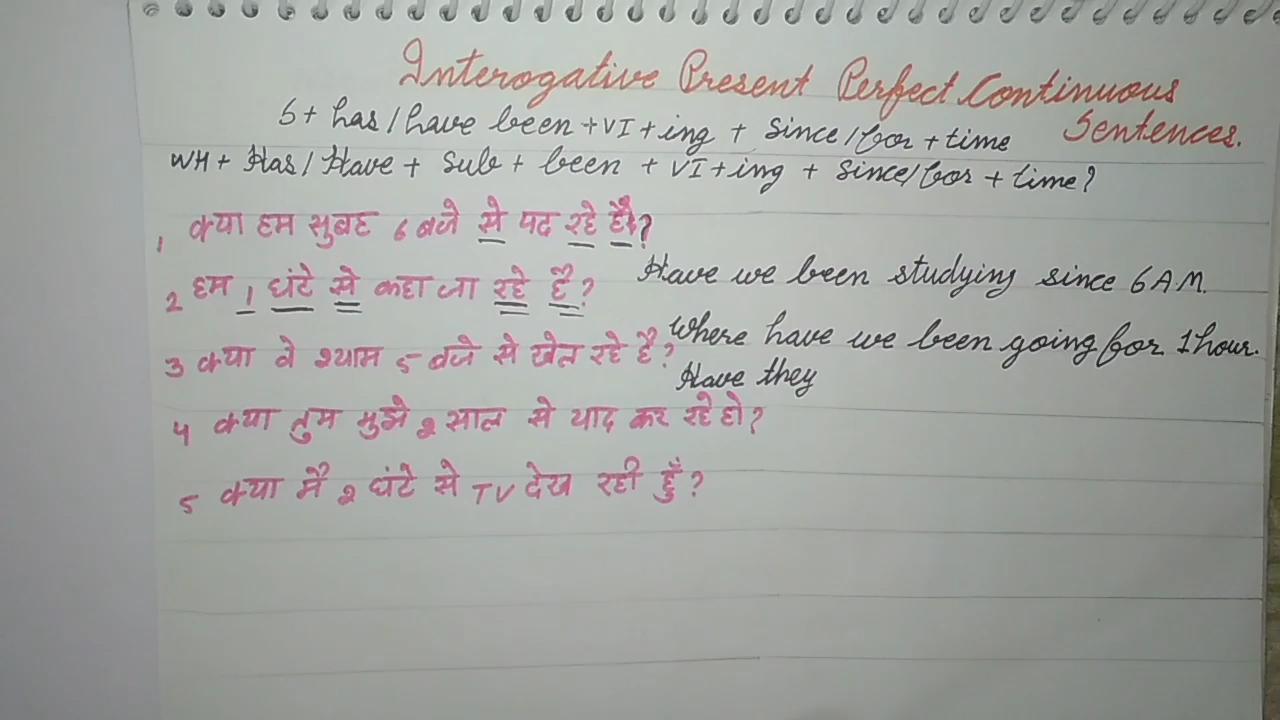 Interogative Present Perfect Continuous
Sentences.
S + has / have been + VI + ing + since / for + time
WH + Has / Have + Sub + been + VI + ing + since / for + time?
1 क्या हम सुबह 6 बजे से पढ रहे है?
Have we been studying since 6 AM.
2 हम 1 घंटे से कहा जा रहे है?
Where have we been going for 1 hour.
3 क्या वे श्याम 5 बजे से खेल रहे है?
Have they
4 क्या तुम मुझे 2 साल से याद कर रहे हो?
5 क्या मैं 2 घंटे से TV देख रही हूँ?